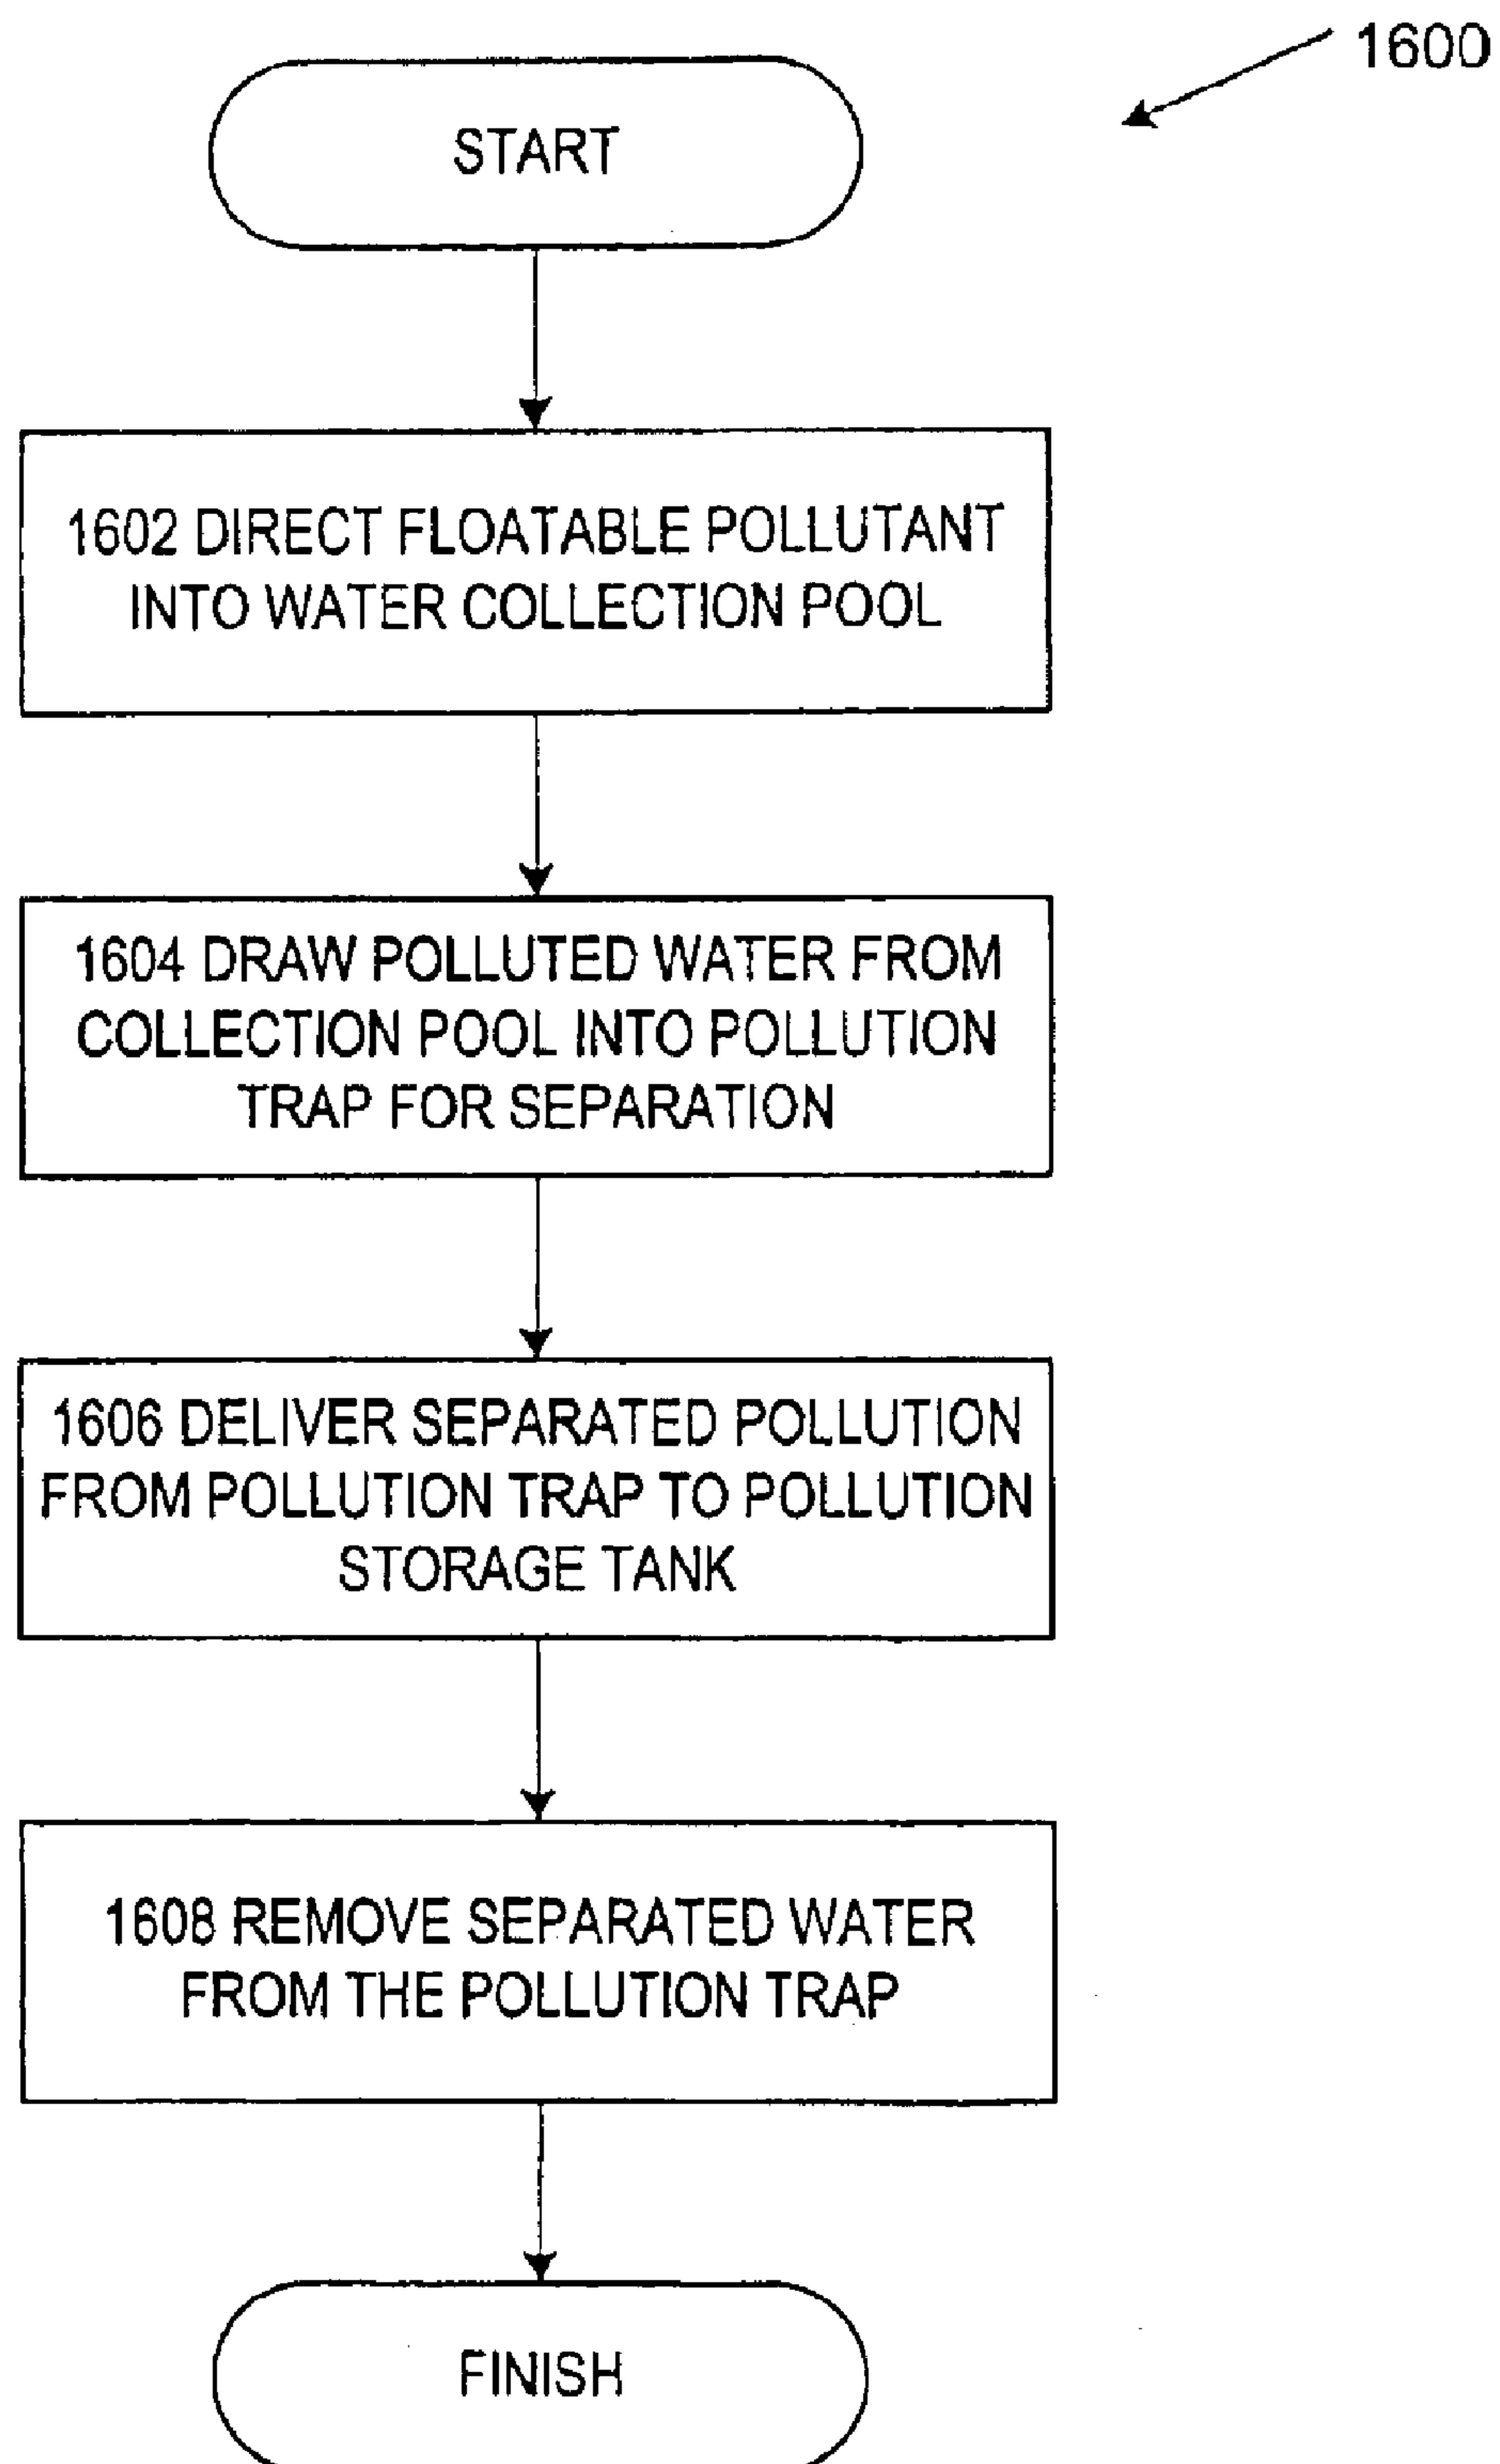 1600
START
1602 DIRECT FLOATABLE POLLUTANT
INTO WATER COLLECTION POOL
1604 DRAW POLLUTED WATER FROM
COLLECTION POOL INTO POLLUTION
TRAP FOR SEPARATION
1606 DELIVER SEPARATED POLLUTION
FROM POLLUTION TRAP TO POLLUTION
STORAGE TANK
1608 REMOVE SEPARATED WATER
FROM THE POLLUTION TRAP
FINISH